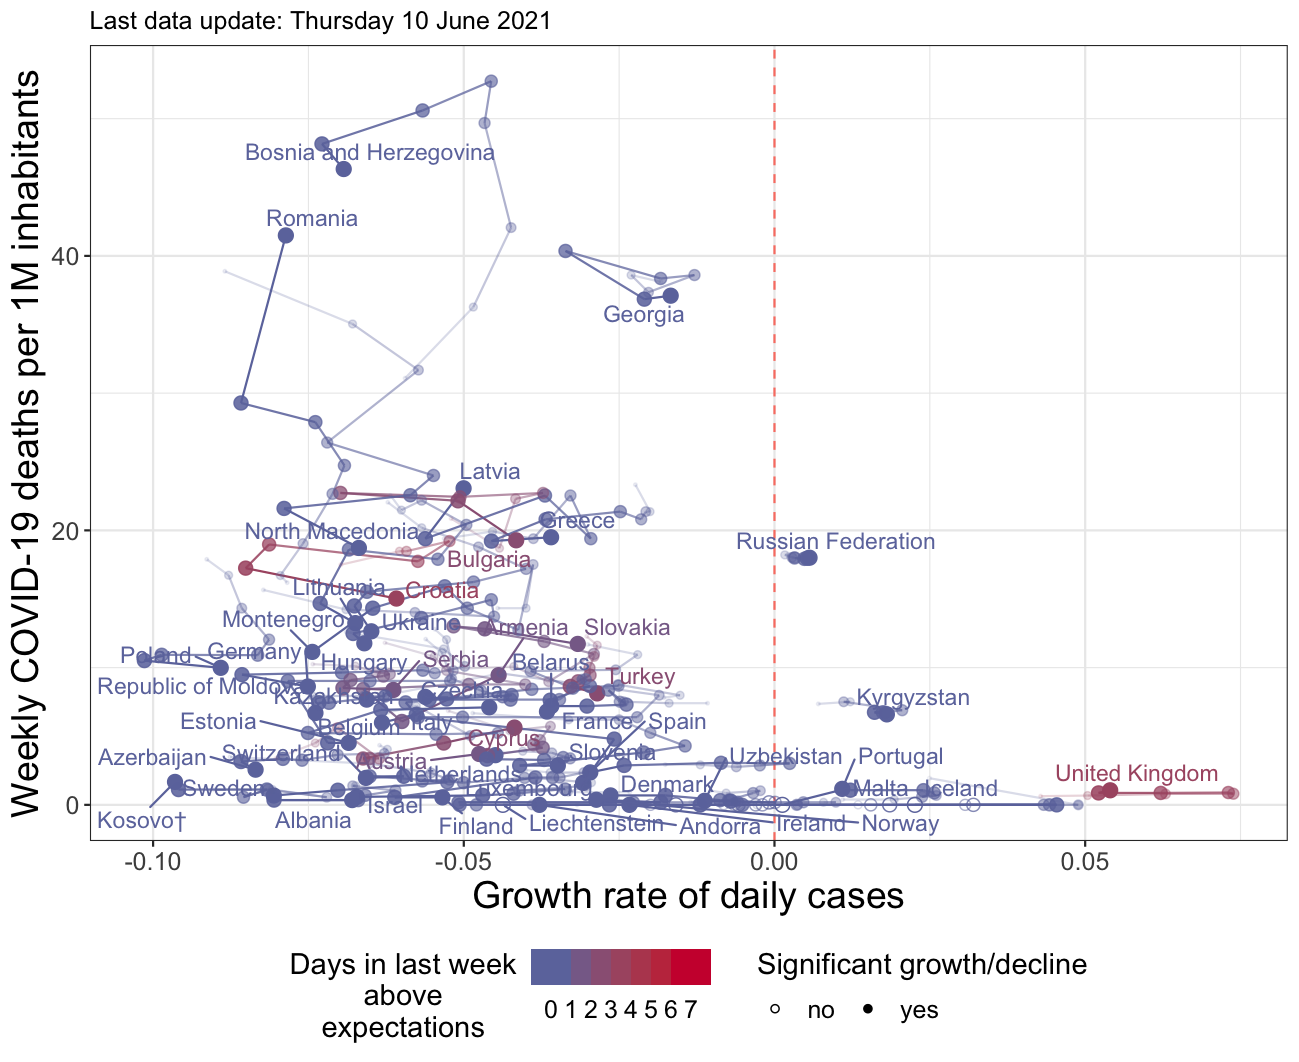 Last data update: Thursday 10 June 2021
Weekly COVID-19 deaths per 1M inhabitants
Bosnia and Herzegovina
Romania
40
Georgia
Latvia
20
North Macedonia
Greece
Russian Federation
Bulgaria
Lithuania
Croatia
Montenegro
Ukraine
Armenia
Slovakia
Poland
Germany
Hungary
Serbia
Belarus
Turkey
Republic of Moldova
Kazakhstan
Czechia
Kyrgyzstan
Estonia
Belgium
Italy
France
Spain
Cyprus
Azerbaijan
Switzerland
Austria
Slovenia
Uzbekistan
Portugal
Netherlands
United Kingdom
Sweden
Luxembourg
Denmark
Malta
Iceland
0
Israel
Kosovo†
Albania
Finland
Liechtenstein
Andorra
Ireland
Norway
-0.10
-0.05
0.00
0.05
Growth rate of daily cases
Days in last week
above
expectations
0 1 2 3 4 5 6 7
Significant growth/decline
no
yes